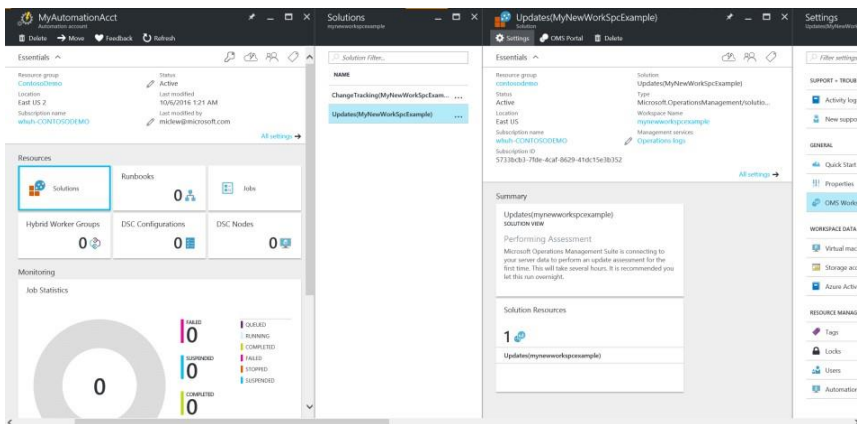 MyAutomationAcct
Automation account
Delete Move Feedback Refresh
Essentials
Resource group
ContosoDemo
Status
Active
Location
East US 2
Last modified
10/6/2016 1:21 AM
Subscription name
Last modified by
All settings
Resources
Solutions
Runbooks
0
Jobs
Hybrid Worker Groups
0
DSC Configurations
0
DSC Nodes
0
Monitoring
Job Statistics
0
FAILED
0
SUSPENDED
0
COMPLETED
0
QUEUED
RUNNING
COMPLETED
FAILED
STOPPED
SUSPENDED
Solutions
mynewworkspcexample
Solution Filter...
NAME
ChangeTracking(MyNewWorkSpcExam... ...
Updates(MyNewWorkSpcExample) ...
Updates(MyNewWorkSpcExample)
Solution
Settings OMS Portal Delete
Essentials
Resource group
contosodemo
Solution
Updates(MyNewWorkSpcExample)
Status
Active
Type
Microsoft.OperationsManagement/solutio...
Location
East US
Workspace Name
mynewworkspcexample
Subscription name
Management services
Operations logs
Subscription ID
All settings
Summary
Updates(mynewworkspcexample)
SOLUTION VIEW
Performing Assessment
Microsoft Operations Management Suite is connecting to
your server data to perform an update assessment for the
first time. This will take several hours. It is recommended you
let this run overnight.
Solution Resources
1
Updates(mynewworkspcexample)
Settings
Filter settings
SUPPORT + TROUB
Activity log
New suppo
GENERAL
Quick Start
Properties
OMS Works
WORKSPACE DATA
Virtual mac
Storage acc
Azure Activ
RESOURCE MANAG
Tags
Locks
Users
Automation